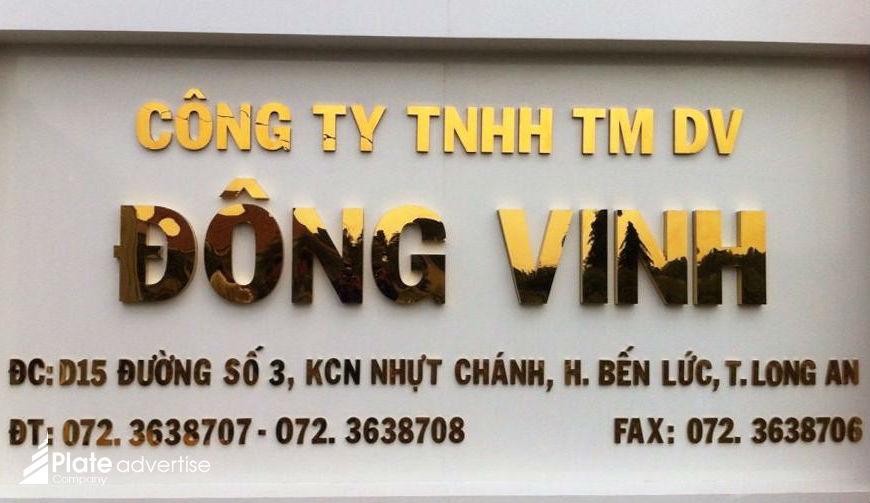 CÔNG TY TNHH TM DV
ĐÔNG VINH
ĐC: D15 ĐƯỜNG SỐ 3, KCN NHỰT CHÁNH, H. BẾN LỨC, T. LONG AN
ĐT: 072. 3638707 - 072. 3638708 FAX: 072. 3638706
Plate advertise
Company